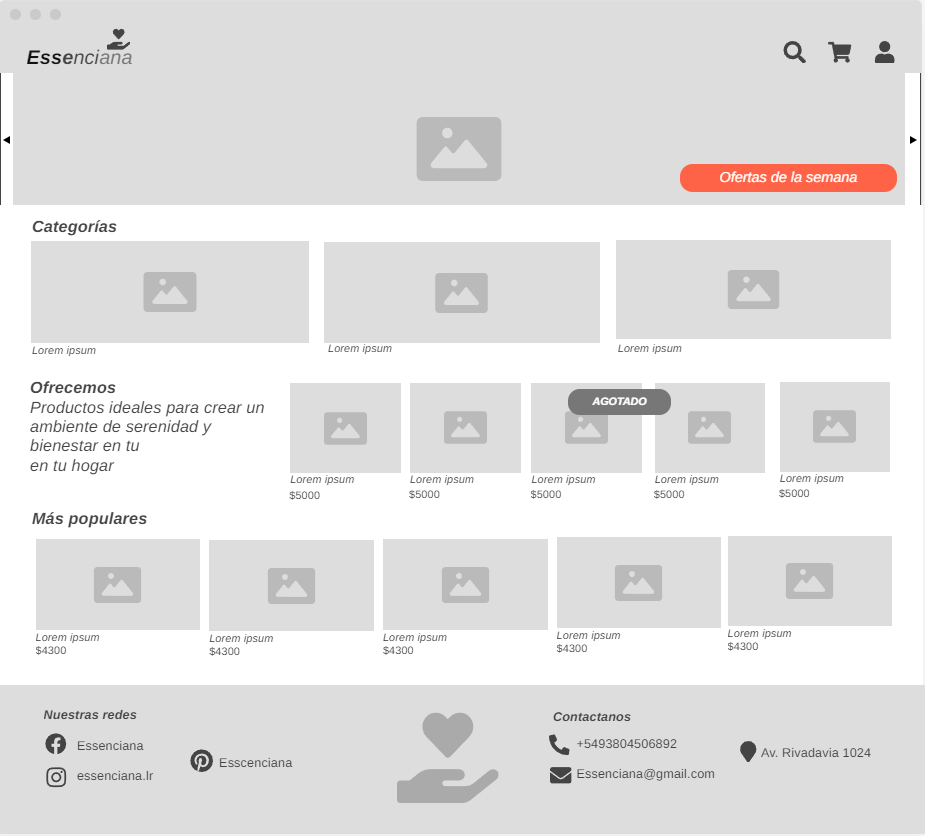 Essenciana
Ofertas de la semana
Categorías
Lorem ipsum
Lorem ipsum
Lorem ipsum
Ofrecemos
Productos ideales para crear un
ambiente de serenidad y
bienestar en tu
en tu hogar
AGOTADO
Lorem ipsum
$5000
Lorem ipsum
$5000
Lorem ipsum
$5000
Lorem ipsum
$5000
Lorem ipsum
$5000
Más populares
Lorem ipsum
$4300
Lorem ipsum
$4300
Lorem ipsum
$4300
Lorem ipsum
$4300
Lorem ipsum
$4300
Nuestras redes
Essenciana
essenciana.lr
Esscenciana
Contactanos
+5493804506892
Essenciana@gmail.com
Av. Rivadavia 1024